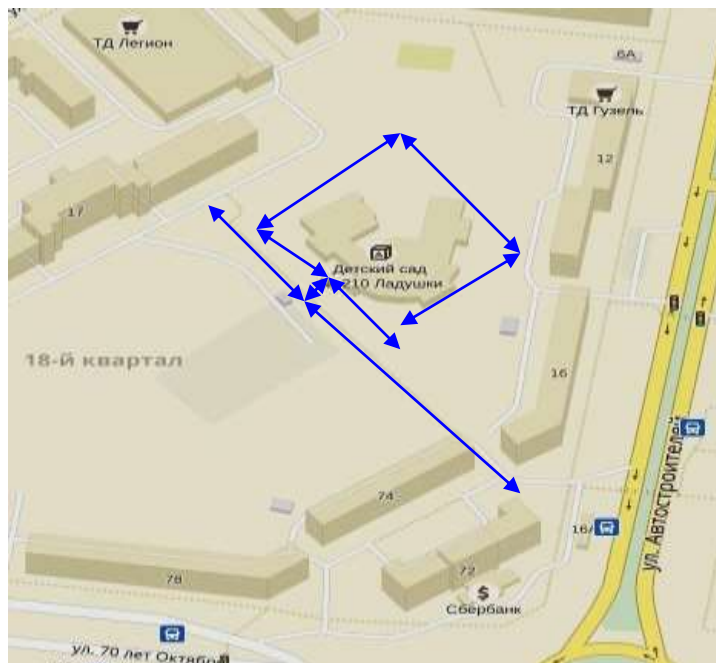 ТД Легион
6А
ТД Гузель
12
17
Детский сад
210 Ладушки
18-й квартал
16
74
16А
ул. Автостроителей
78
72
$
Сбербанк
ул. 70 лет Октября